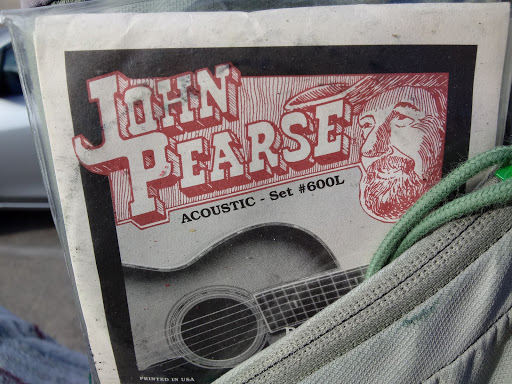 JOHN
PEARSE
ACOUSTIC - Set #600L
PRINTED IN USA